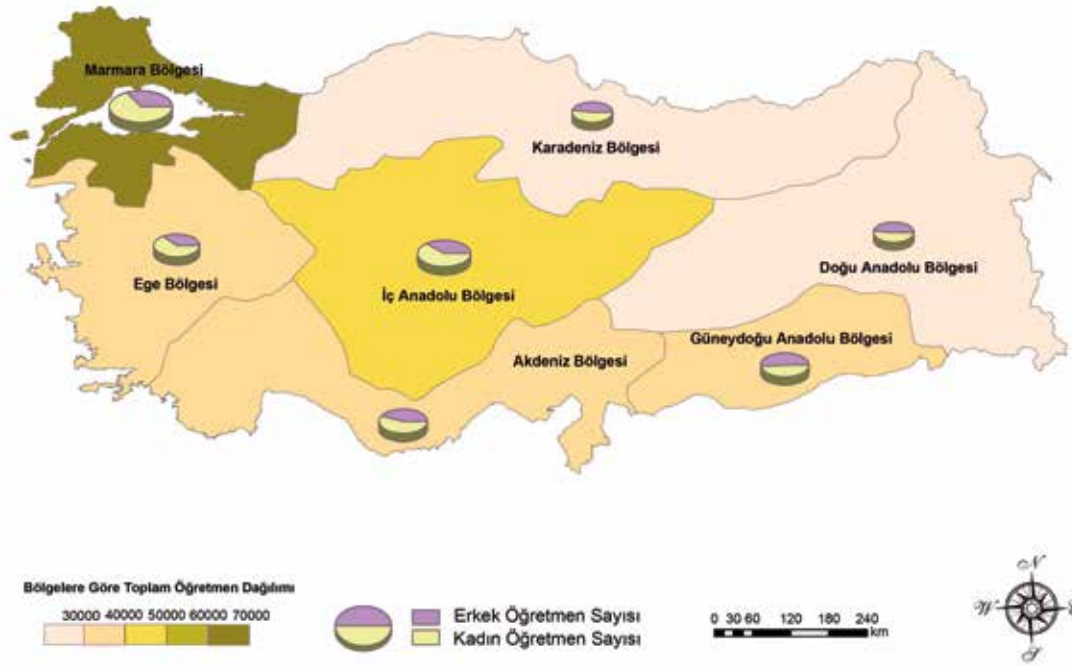 Marmara Bölgesi
Karadeniz Bölgesi
Ege Bölgesi
İç Anadolu Bölgesi
Doğu Anadolu Bölgesi
Güneydoğu Anadolu Bölgesi
Akdeniz Bölgesi
Bölgelere Göre Toplam Öğretmen Dağılımı
30000 40000 50000 60000 70000
Erkek Öğretmen Sayısı
Kadın Öğretmen Sayısı
0 30 60 120 180 240
km
N
W
E
S